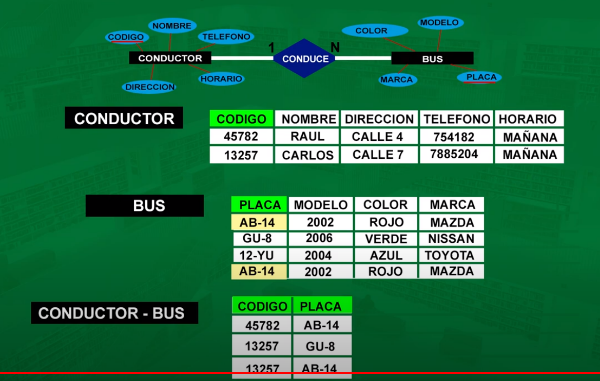 NOMBRE
MODELO
CODIGO
TELEFONO
COLOR
1
N
CONDUCTOR
CONDUCE
BUS
DIRECCION
HORARIO
MARCA
PLACA
CONDUCTOR
CODIGO NOMBRE DIRECCION TELEFONO HORARIO
45782 RAUL CALLE 4 754182 MAÑANA
13257 CARLOS CALLE 7 7885204 MAÑANA
BUS
PLACA MODELO COLOR MARCA
AB-14 2002 ROJO MAZDA
GU-8 2006 VERDE NISSAN
12-YU 2004 AZUL TOYOTA
AB-14 2002 ROJO MAZDA
CONDUCTOR - BUS
CODIGO PLACA
45782 AB-14
13257 GU-8
13257 AB-14